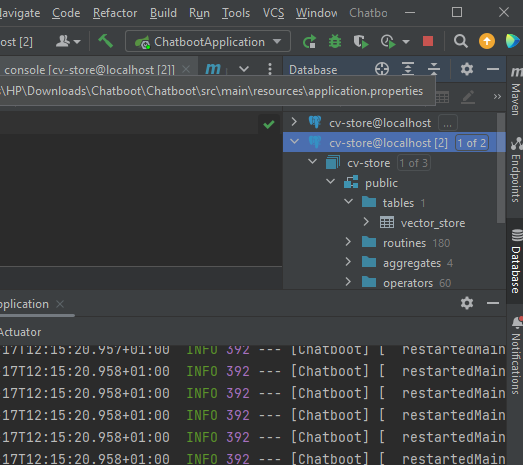 Navigate Code Refactor Build Run Tools VCS Window Chatboo
host [2] ChatbootApplication
console [cv-store@localhost [2]] m Database
s\HP\Downloads\Chatboot\Chatboot\src\main\resources\application.properties
cv-store@localhost ...
cv-store@localhost [2] 1 of 2
cv-store 1 of 3
public
tables 1
vector_store
routines 180
aggregates 4
operators 60
m Maven
Endpoints
Database
Notifications
pplication
Actuator
17T12:15:20.957+01:00 INFO 392 --- [Chatboot] [ restartedMain
17T12:15:20.958+01:00 INFO 392 --- [Chatboot] [ restartedMain
17T12:15:20.958+01:00 INFO 392 --- [Chatboot] [ restartedMain
17T12:15:20.958+01:00 INFO 392 --- [Chatboot] [ restartedMain
17T12:15:20.958+01:00 INFO 392 --- [Chatboot] [ restartedMain
17T12:15:20.958+01:00 INFO 392 --- [Chatboot] [ restartedMain